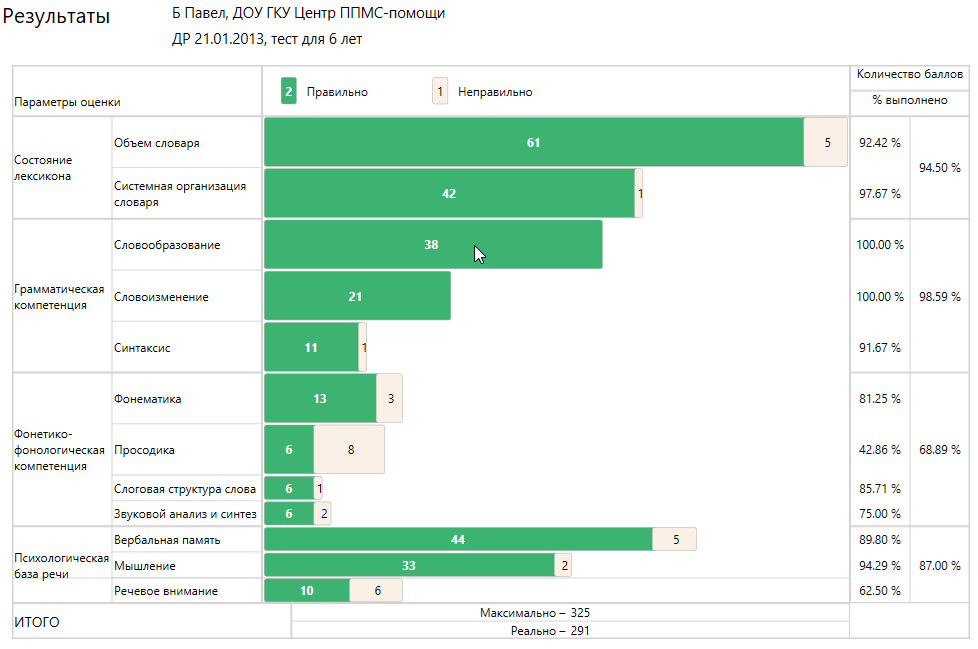 Результаты
Б Павел, ДОУ ГКУ Центр ППМС-помощи
ДР 21.01.2013, тест для 6 лет
Параметры оценки
2 Правильно 1 Неправильно
Количество баллов
% выполнено
Состояние
лексикона
Объем словаря 61 5 92.42 %
94.50 %
Системная организация
словаря 42 1 97.67 %
Грамматическая
компетенция
Словообразование 38 100.00 %
Словоизменение 21 100.00 % 98.59 %
Синтаксис 11 1 91.67 %
Фонетико-
фонологическая
компетенция
Фонематика 13 3 81.25 %
Просодика 6 8 42.86 % 68.89 %
Слоговая структура слова 6 1 85.71 %
Звуковой анализ и синтез 6 2 75.00 %
Психологическая
база речи
Вербальная память 44 5 89.80 %
Мышление 33 2 94.29 % 87.00 %
Речевое внимание 10 6 62.50 %
ИТОГО
Максимально – 325
Реально – 291